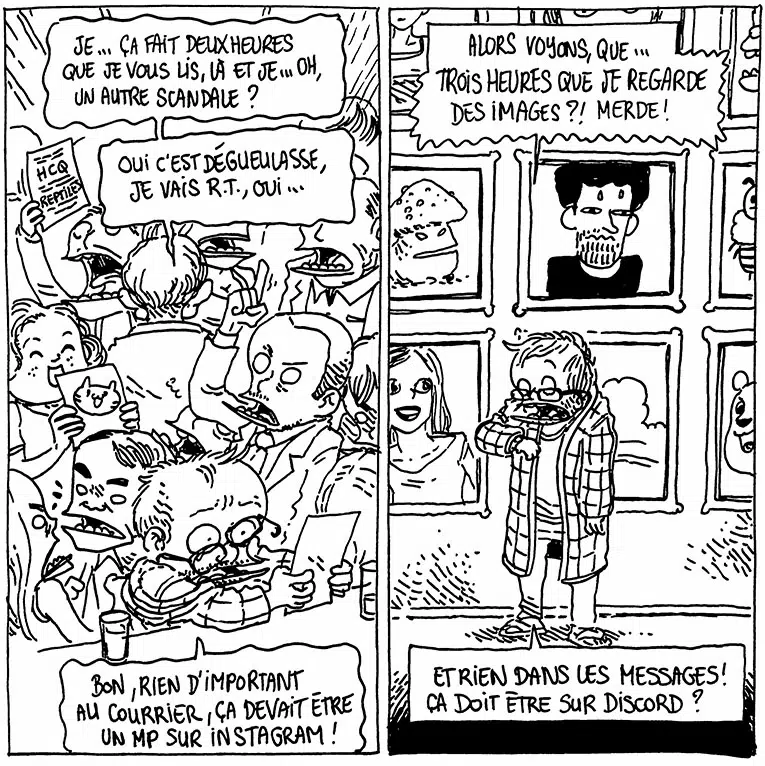 JE... ÇA FAIT DEUX HEURES
QUE JE VOUS LIS, LÀ ET JE... OH,
UN AUTRE SCANDALE ?
OUI C'EST DÉGUEULASSE,
JE VAIS R.T., OUI...
HCQ
REPTILES
BON, RIEN D'IMPORTANT
AU COURRIER, ÇA DEVAIT ÊTRE
UN MP SUR INSTAGRAM !
ALORS VOYONS, QUE...
TROIS HEURES QUE JE REGARDE
DES IMAGES ?! MERDE !
ET RIEN DANS LES MESSAGES !
ÇA DOIT ÊTRE SUR DISCORD ?